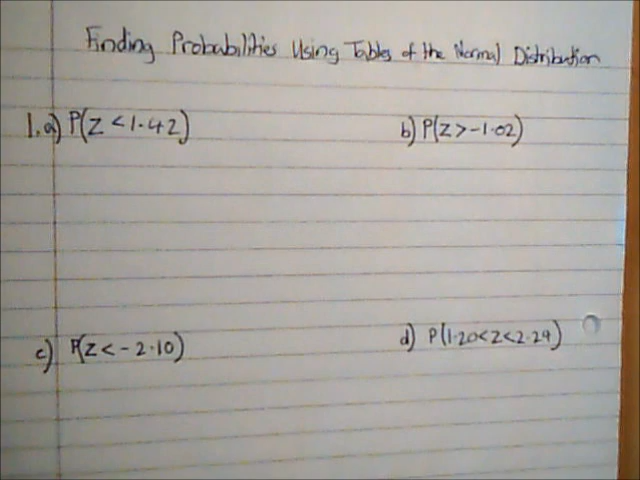 Finding Probabilities Using Tables of the Normal Distribution
1. a) P(Z < 1.42)
b) P(Z > -1.02)
c) P(Z < -2.10)
d) P(1.20 < Z < 2.29)